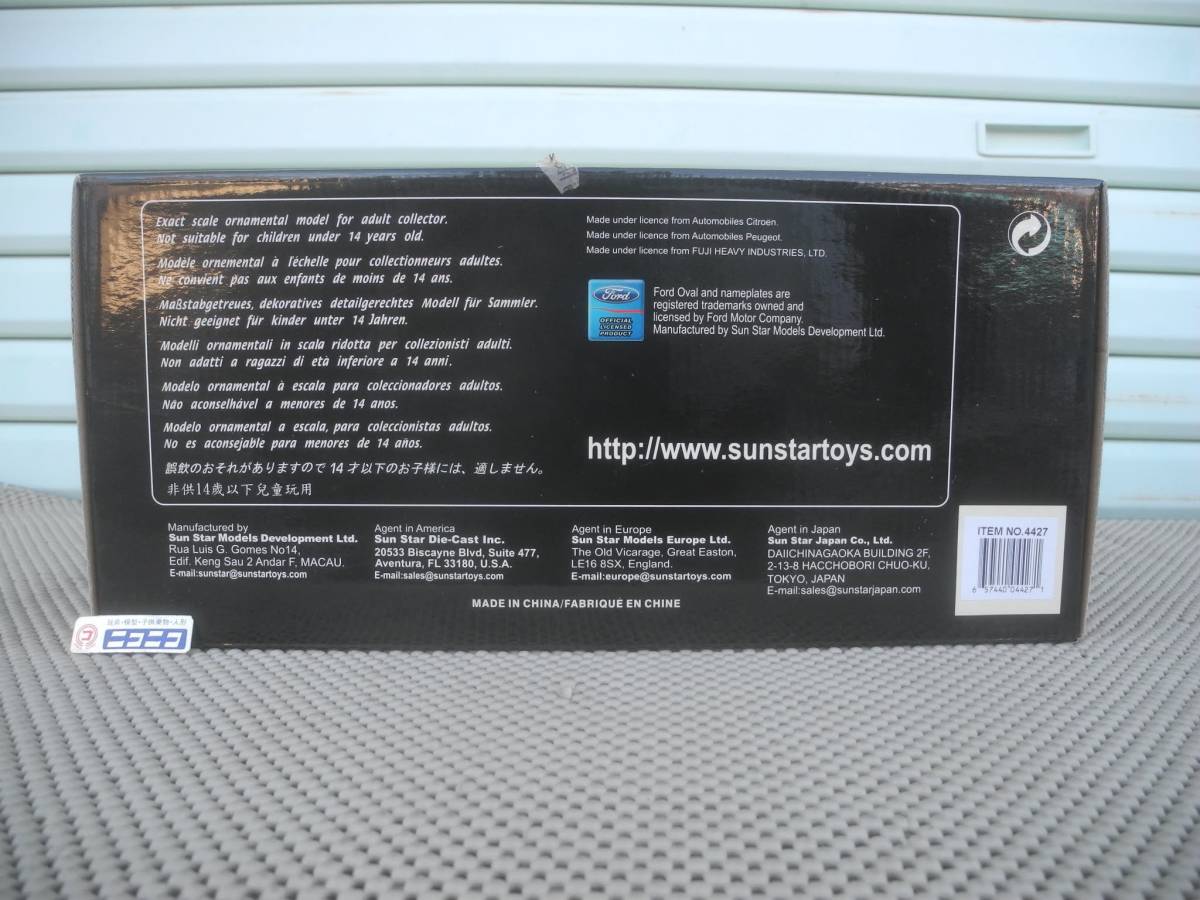 Exact scale ornamental model for adult collector.
Not suitable for children under 14 years old.
Modèle ornemental à l'échelle pour collectionneurs adultes.
Ne convient pas aux enfants de moins de 14 ans.
Maßstabgetreues, dekoratives detailgerechtes Modell für Sammler.
Nicht geeignet für kinder unter 14 Jahren.
Modelli ornamentali in scala ridotta per collezionisti adulti.
Non adatti a ragazzi di età inferiore a 14 anni.
Modelo ornamental à escala para coleccionadores adultos.
Não aconselhável a menores de 14 anos.
Modelo ornamental a escala, para coleccionistas adultos.
No es aconsejable para menores de 14 años.
誤飲のおそれがありますので 14 才以下のお子様には、適しません。
非供14歲以下兒童玩用
Made under licence from Automobiles Citroen.
Made under licence from Automobiles Peugeot.
Made under licence from FUJI HEAVY INDUSTRIES, LTD.
Ford
OFFICIAL
LICENSED
PRODUCT
Ford Oval and nameplates are
registered trademarks owned and
licensed by Ford Motor Company.
Manufactured by Sun Star Models Development Ltd.
http://www.sunstartoys.com
Manufactured by
Sun Star Models Development Ltd.
Rua Luis G. Gomes No14,
Edif. Keng Sau 2 Andar F, MACAU.
E-mail:sunstar@sunstartoys.com
Agent in America
Sun Star Die-Cast Inc.
20533 Biscayne Blvd, Suite 477,
Aventura, FL 33180, U.S.A.
E-mail:sales@sunstartoys.com
Agent in Europe
Sun Star Models Europe Ltd.
The Old Vicarage, Great Easton,
LE16 8SX, England.
E-mail:europe@sunstartoys.com
Agent in Japan
Sun Star Japan Co., Ltd.
DAIICHINAGAOKA BUILDING 2F,
2-13-8 HACCHOBORI CHUO-KU,
TOKYO, JAPAN
E-mail:sales@sunstarjapan.com
MADE IN CHINA/FABRIQUÉ EN CHINE
ITEM NO.4427
6 57440 04427 1
玩具・模型・子供乗物・人形
ニコニコ